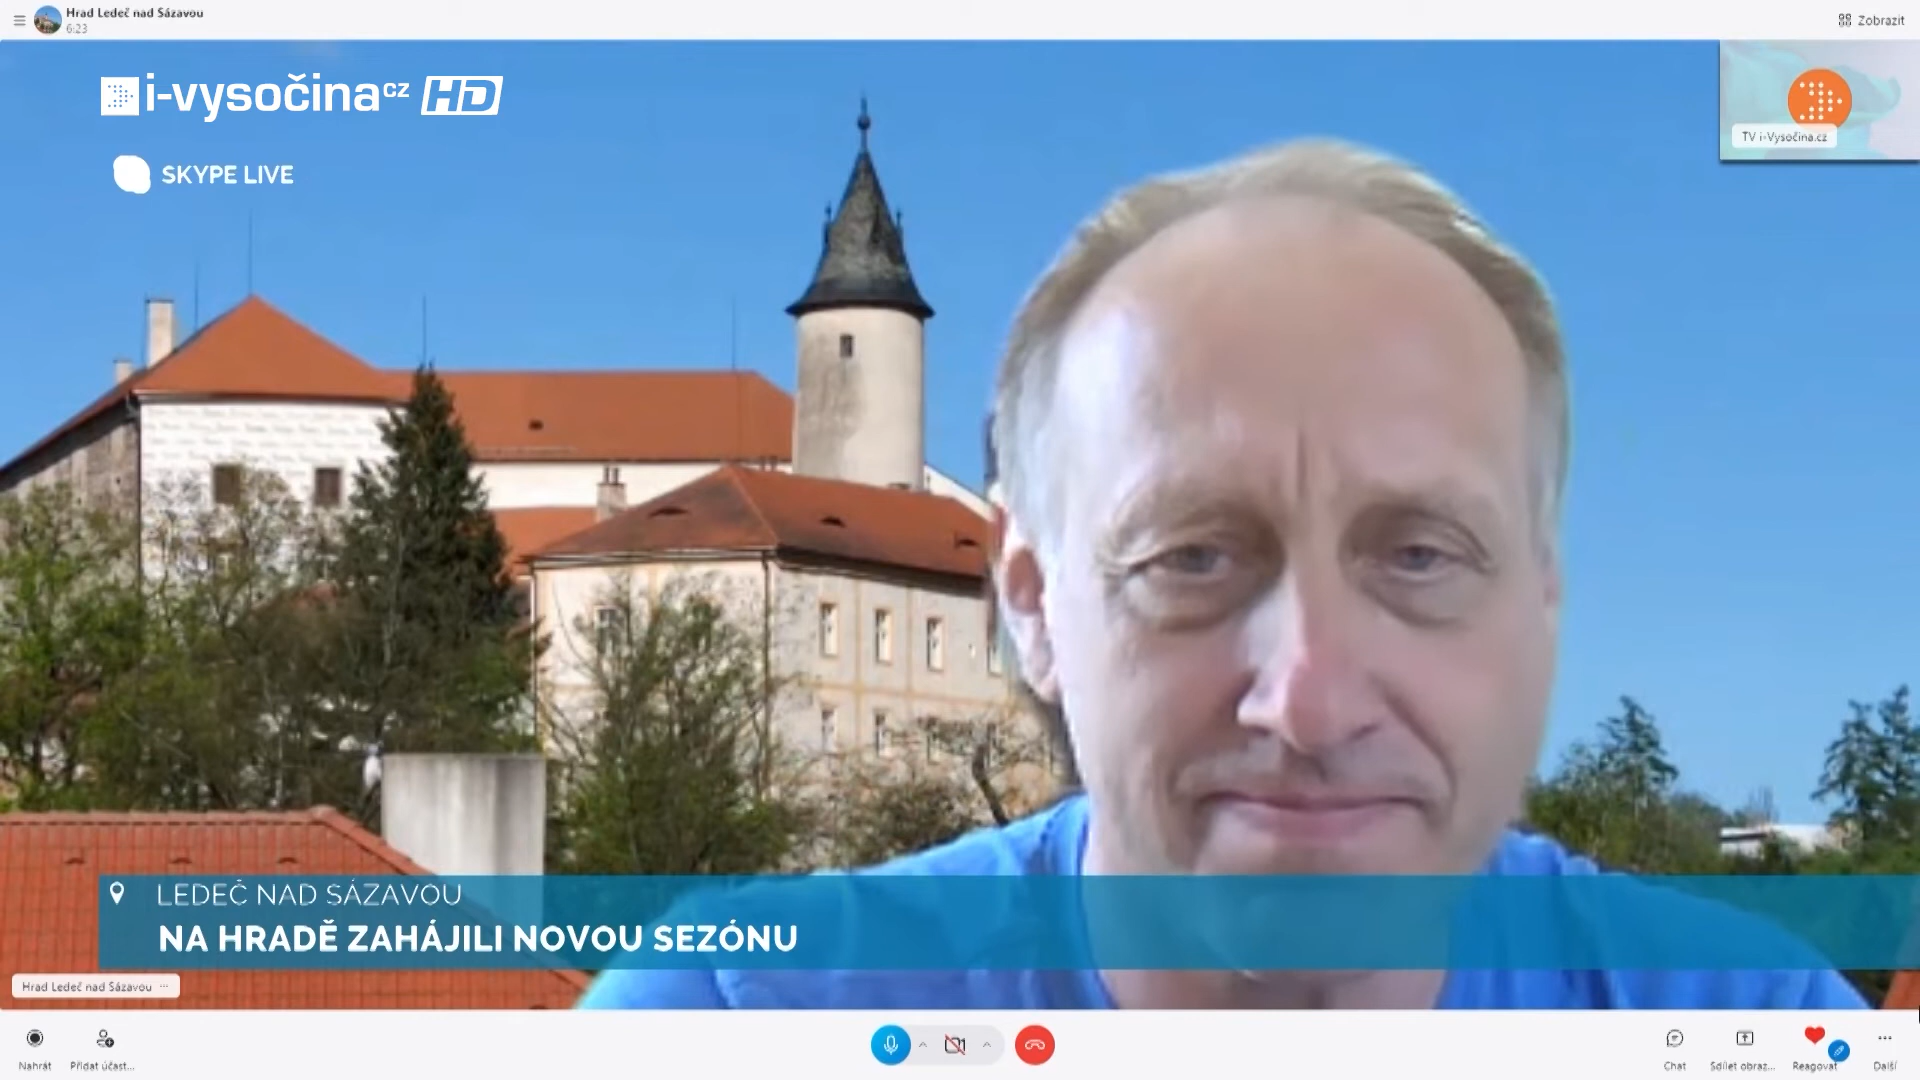 Hrad Ledeč nad Sázavou
6:23
Zobrazit
i-vysočina.cz HD
TV i-Vysočina.cz
SKYPE LIVE
LEDEČ NAD SÁZAVOU
NA HRADĚ ZAHÁJILI NOVOU SEZÓNU
Hrad Ledeč nad Sázavou ...
Nahrát
Přidat účast...
Chat
Sdílet obraz...
Reagovat
Další